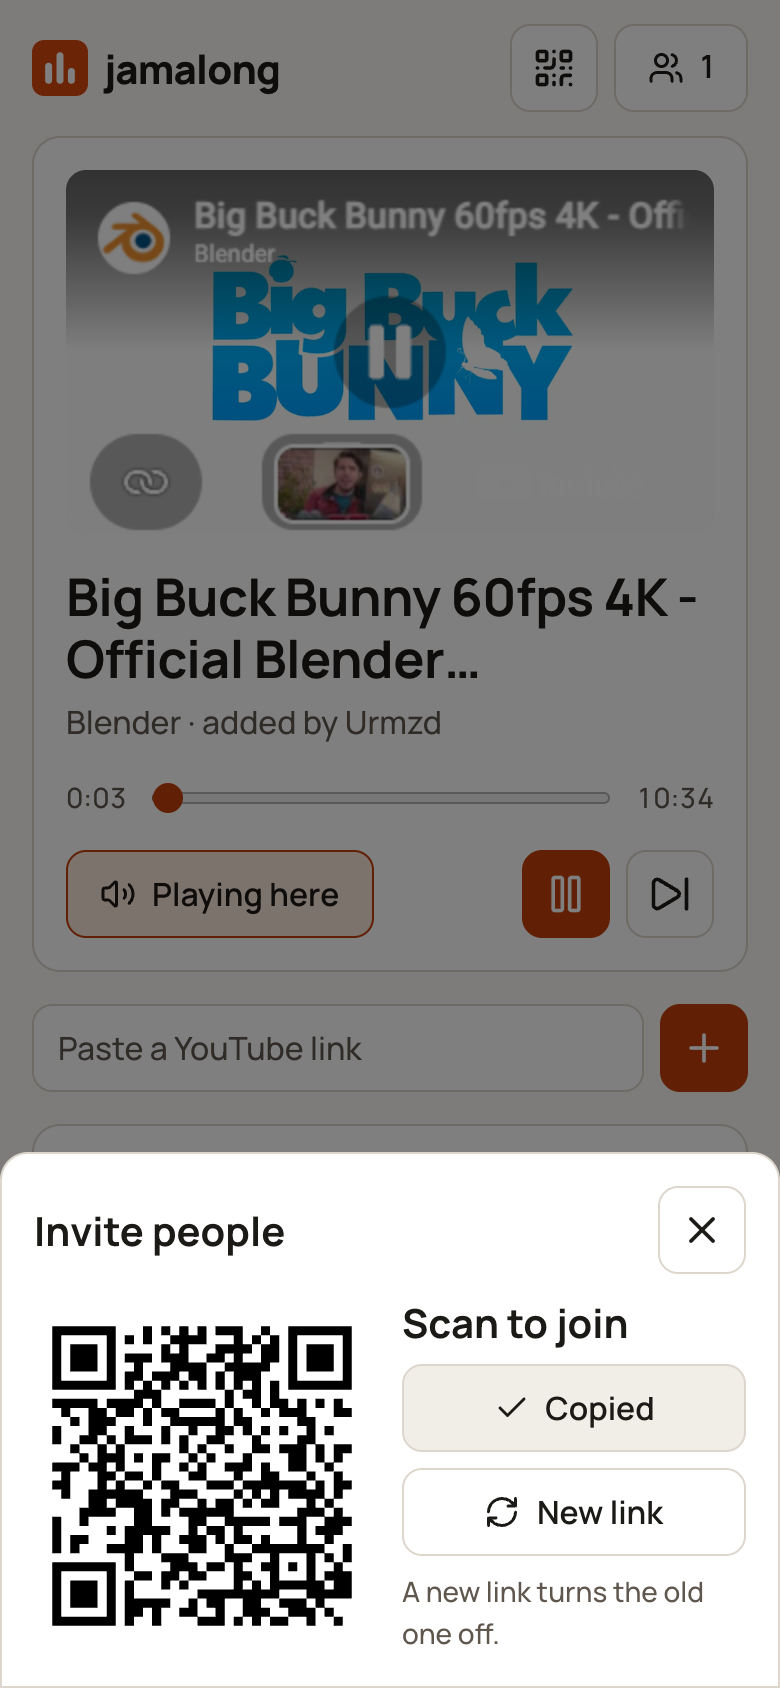 jamalong
1
Big Buck Bunny 60fps 4K - Offi
Blender
Big Buck
BUNNY
Big Buck Bunny 60fps 4K -
Official Blender...
Blender · added by Urmzd
0:03
10:34
Playing here
Paste a YouTube link
Invite people
Scan to join
Copied
New link
A new link turns the old
one off.